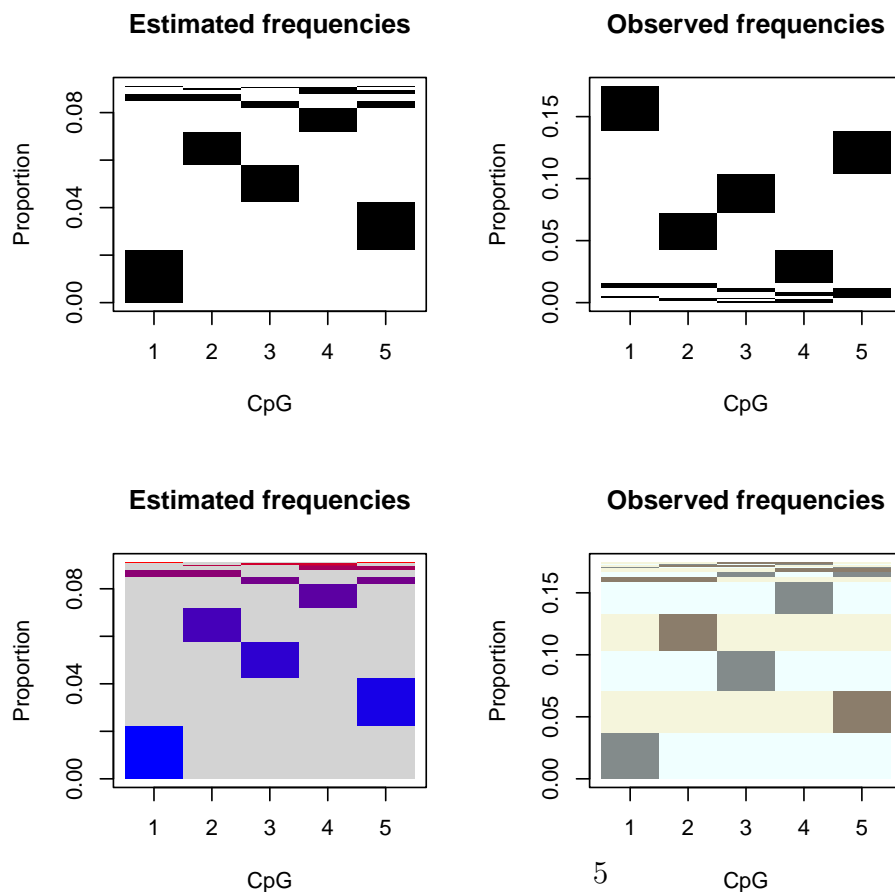 Estimated frequencies
Proportion
0.08
0.04
0.00
1 2 3 4 5
CpG
Observed frequencies
Proportion
0.15
0.10
0.05
0.00
1 2 3 4 5
CpG
Estimated frequencies
Proportion
0.08
0.04
0.00
1 2 3 4 5
CpG
Observed frequencies
Proportion
0.15
0.10
0.05
0.00
1 2 3 4 5
CpG
5